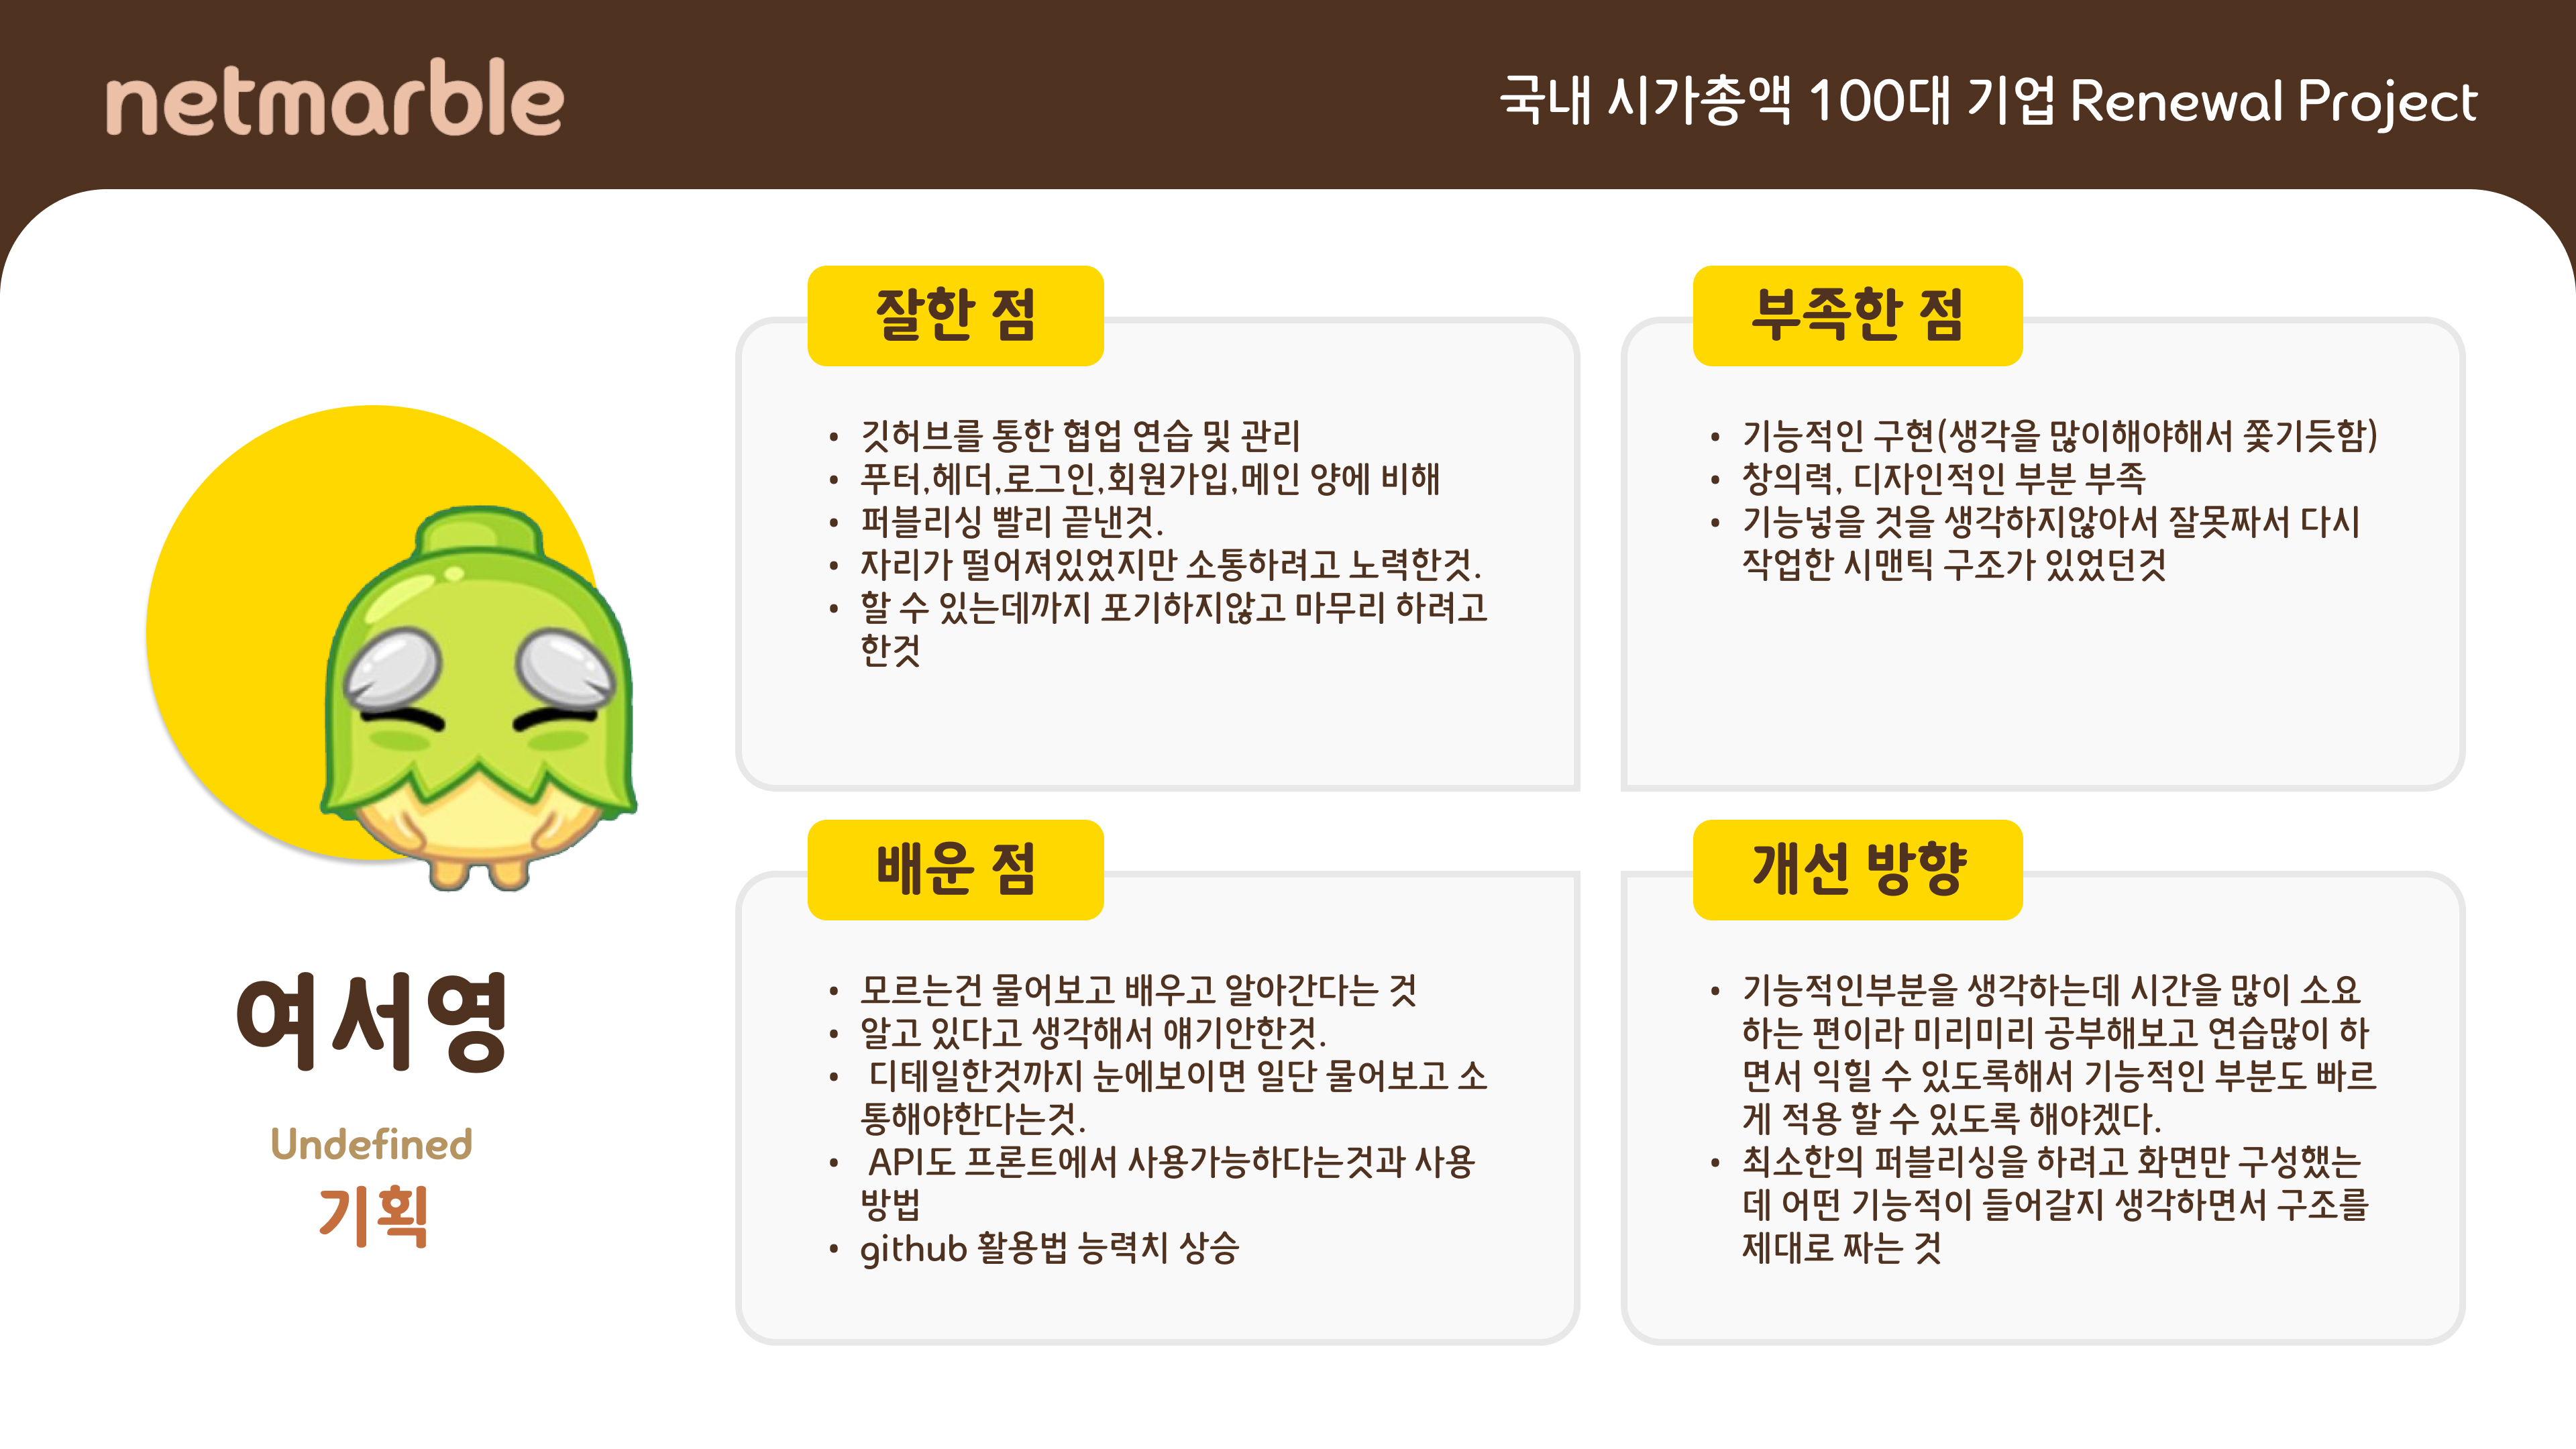 netmarble
국내 시가총액 100대 기업 Renewal Project
잘한 점
• 깃허브를 통한 협업 연습 및 관리
• 푸터,헤더,로그인,회원가입,메인 양에 비해
• 퍼블리싱 빨리 끝낸것.
• 자리가 떨어져있었지만 소통하려고 노력한것.
• 할 수 있는데까지 포기하지않고 마무리 하려고
한것
부족한 점
• 기능적인 구현(생각을 많이해야해서 쫓기듯함)
• 창의력, 디자인적인 부분 부족
• 기능넣을 것을 생각하지않아서 잘못짜서 다시
작업한 시맨틱 구조가 있었던것
여서영
Undefined
기획
배운 점
• 모르는건 물어보고 배우고 알아간다는 것
• 알고 있다고 생각해서 얘기안한것.
• 디테일한것까지 눈에보이면 일단 물어보고 소
통해야한다는것.
• API도 프론트에서 사용가능하다는것과 사용
방법
• github 활용법 능력치 상승
개선 방향
• 기능적인부분을 생각하는데 시간을 많이 소요
하는 편이라 미리미리 공부해보고 연습많이 하
면서 익힐 수 있도록해서 기능적인 부분도 빠르
게 적용 할 수 있도록 해야겠다.
• 최소한의 퍼블리싱을 하려고 화면만 구성했는
데 어떤 기능적이 들어갈지 생각하면서 구조를
제대로 짜는 것